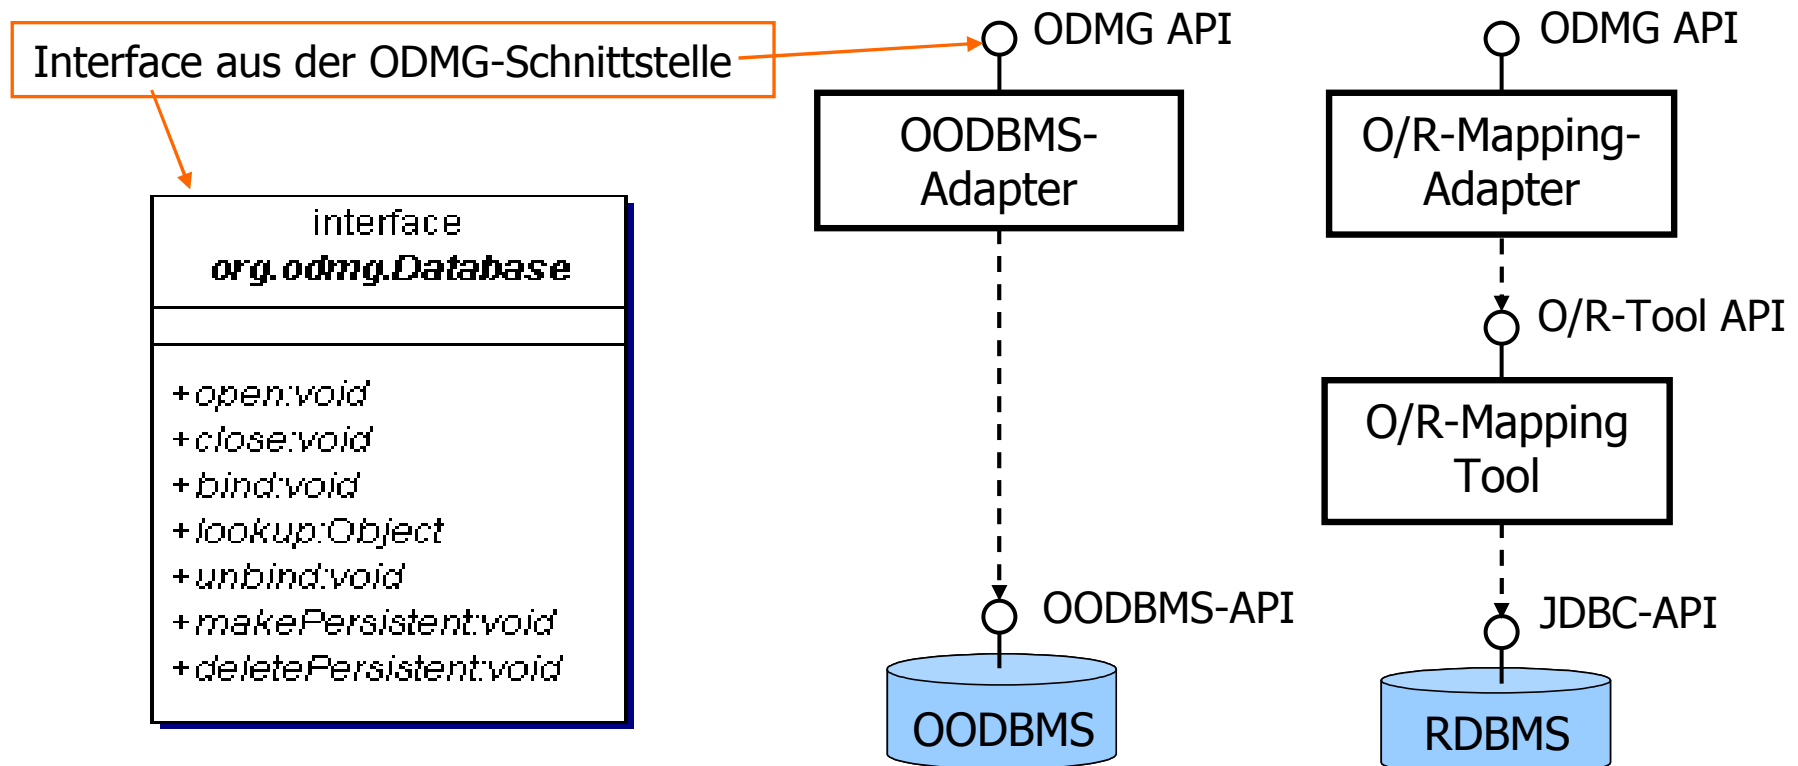 Interface aus der ODMG-Schnittstelle
interface
org.odmg.Database
+open:void
+close:void
+bind:void
+lookup:Object
+unbind:void
+makePersistent:void
+deletePersistent:void
ODMG API
OODBMS-
Adapter
OODBMS-API
OODBMS
ODMG API
O/R-Mapping-
Adapter
O/R-Tool API
O/R-Mapping
Tool
JDBC-API
RDBMS